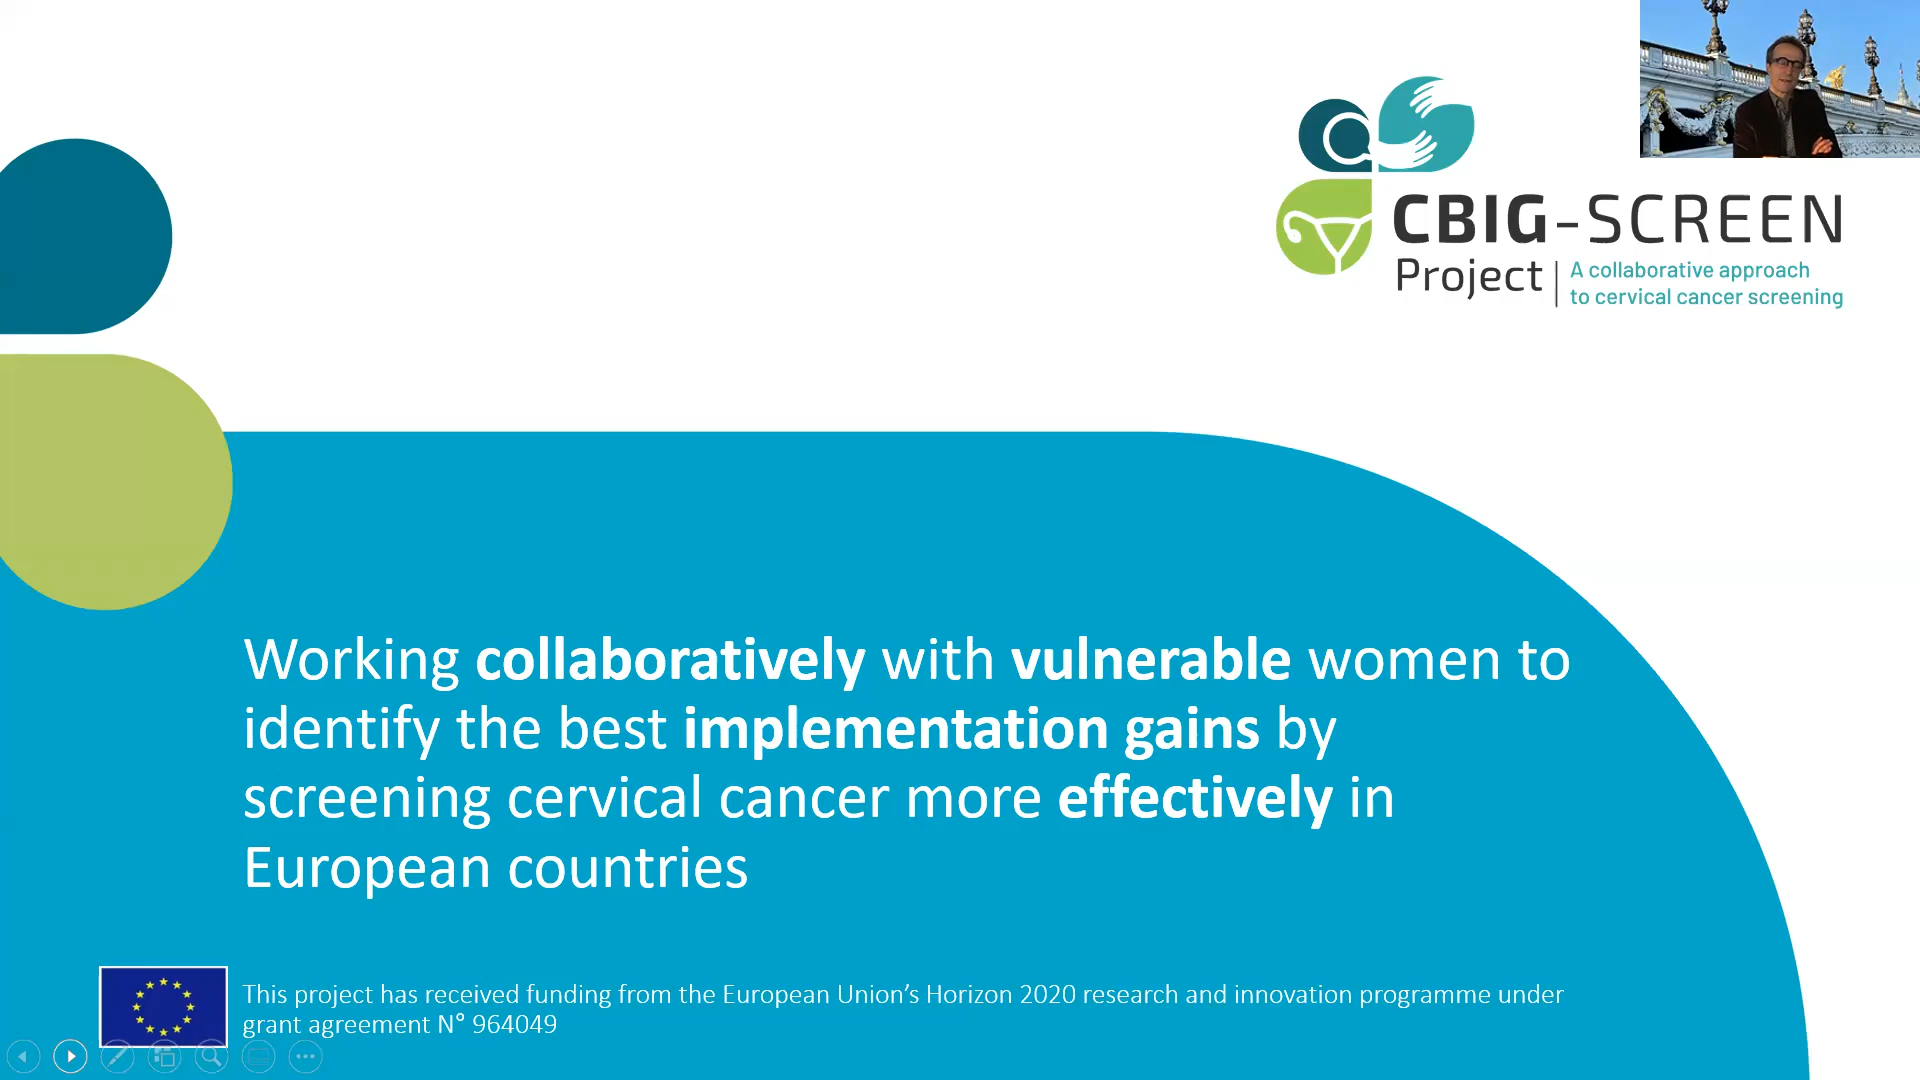 CBIG-SCREEN
Project
A collaborative approach
to cervical cancer screening
Working collaboratively with vulnerable women to
identify the best implementation gains by
screening cervical cancer more effectively in
European countries
This project has received funding from the European Union’s Horizon 2020 research and innovation programme under
grant agreement N° 964049